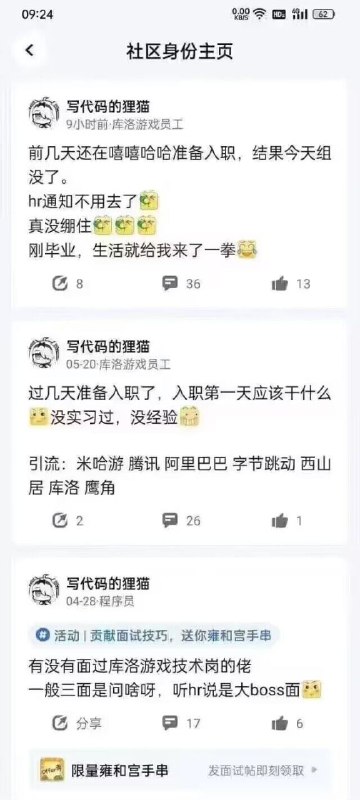 09:24
0.00 KB/S HD 4G 62
社区身份主页
写代码的狸猫
9小时前·库洛游戏员工
前几天还在嘻嘻哈哈准备入职，结果今天组
没了。
hr通知不用去了
真没绷住
刚毕业，生活就给我来了一拳
8 36 13
写代码的狸猫
05-20·库洛游戏员工
过几天准备入职了，入职第一天应该干什么
没实习过，没经验
引流：米哈游 腾讯 阿里巴巴 字节跳动 西山
居 库洛 鹰角
2 26 1
写代码的狸猫
04-28·程序员
# 活动 | 贡献面试技巧，送你雍和宫手串
有没有面过库洛游戏技术岗的佬
一般三面是问啥呀，听hr说是大boss面
分享 17 6
Offer
限量雍和宫手串 发面试帖即刻领取 >